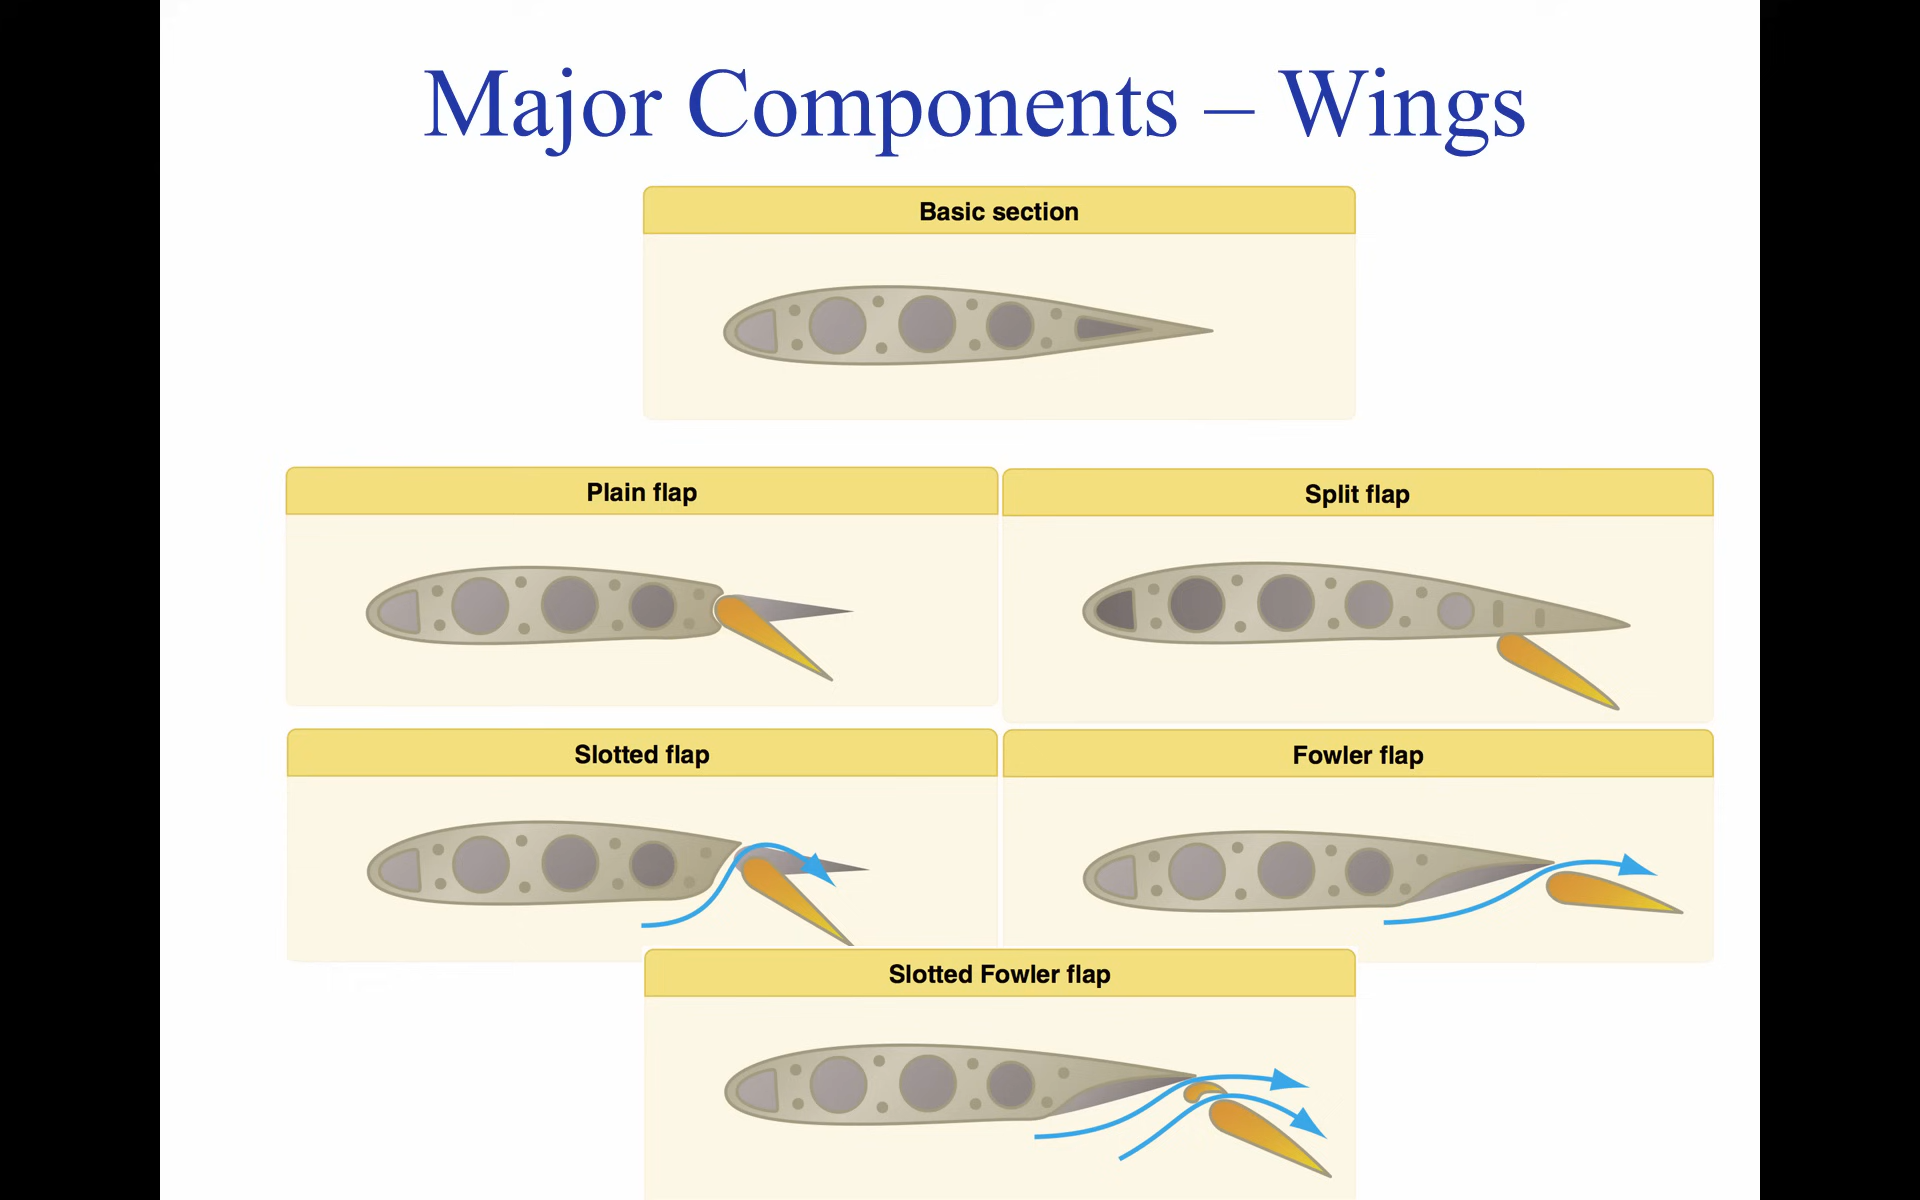 Major Components – Wings
Basic section
Plain flap
Split flap
Slotted flap
Fowler flap
Slotted Fowler flap